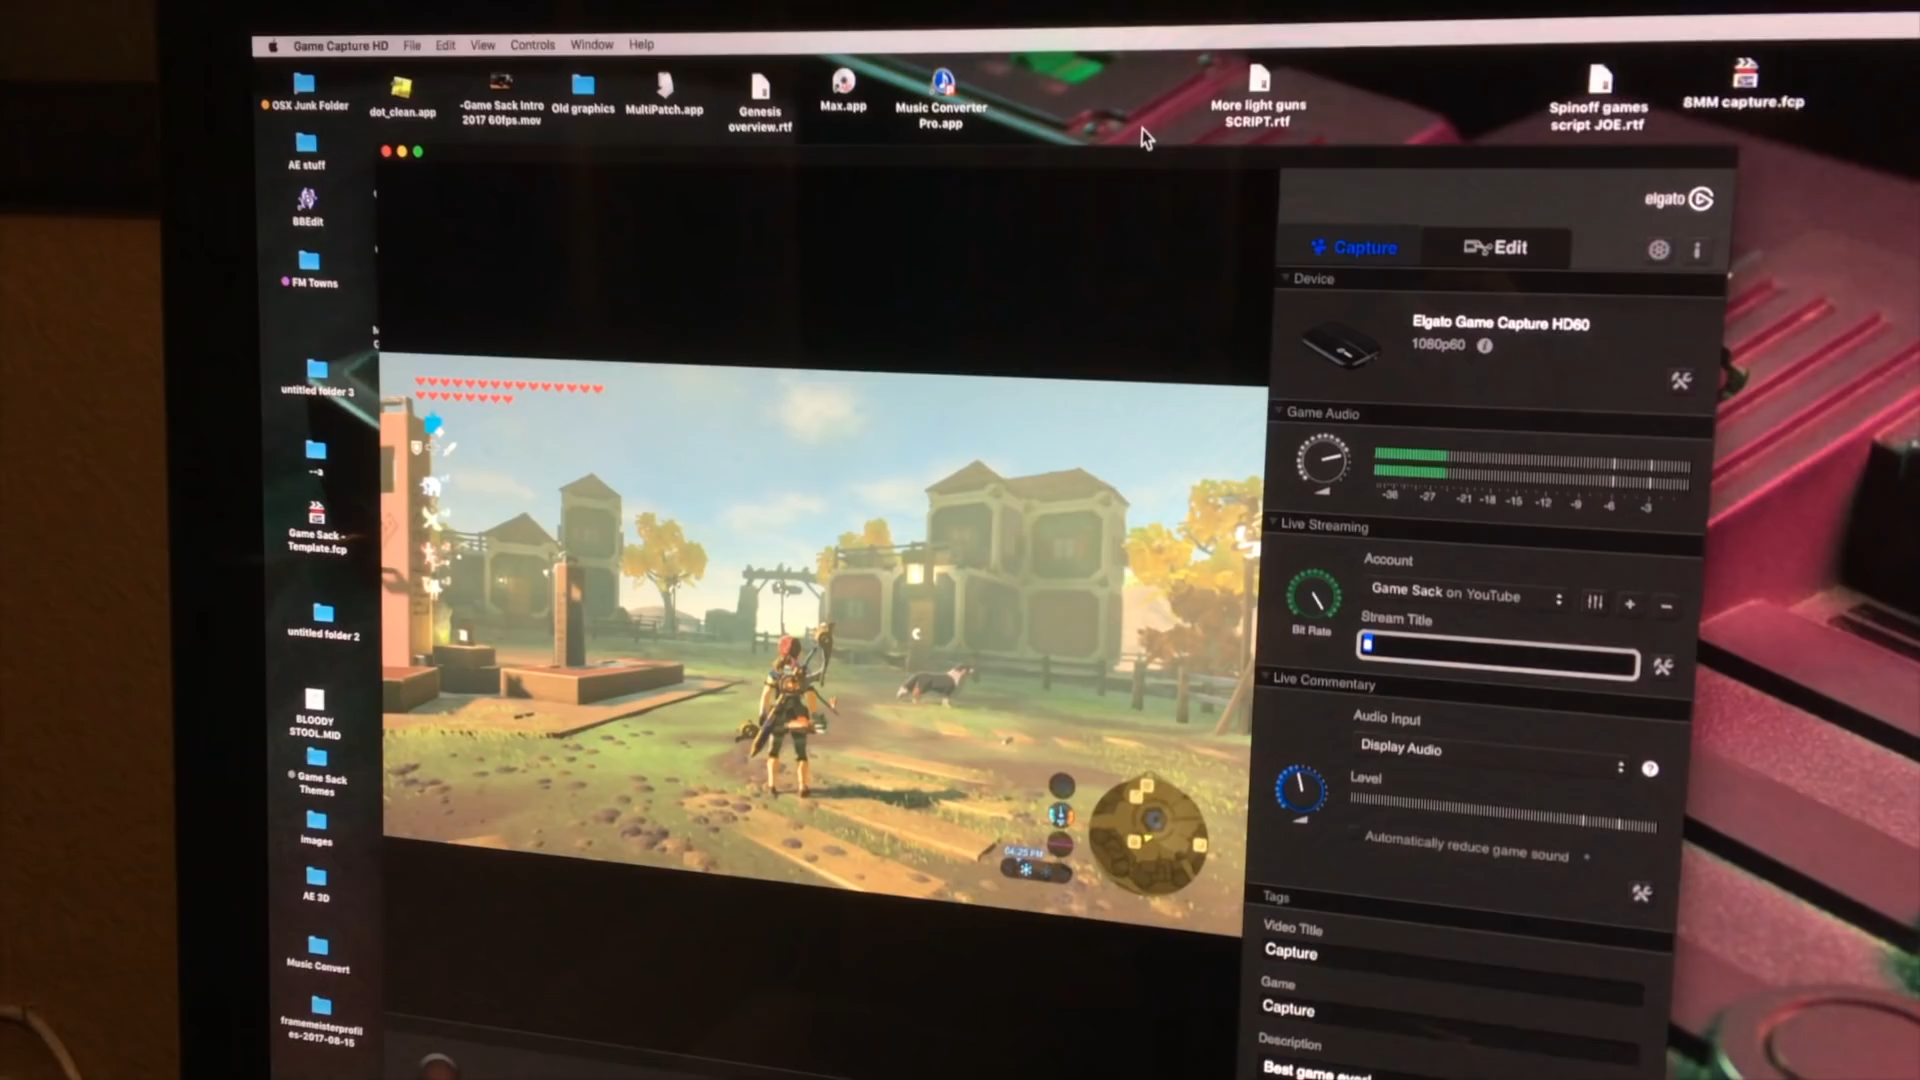 Game Capture HD File Edit View Controls Window Help
OSX Junk Folder
dot_clean.app
-Game Sack Intro
2017 60fps.mov
Old graphics
MultiPatch.app
Genesis
overview.rtf
Max.app
Music Converter
Pro.app
More light guns
SCRIPT.rtf
Spinoff games
script JOE.rtf
8MM capture.fcp
AE stuff
BBEdit
FM Towns
untitled folder 3
Game Sack -
Template.fcp
untitled folder 2
BLOODY
STOOL.MID
Game Sack
Themes
images
AE 3D
Music Convert
framemeisterprofil
es-2017-08-15
elgato
Capture Edit
Device
Elgato Game Capture HD60
1080p60
Game Audio
-36 -27 -21 -18 -15 -12 -9 -6 -3
Live Streaming
Account
Game Sack on YouTube
Bit Rate
Stream Title
Live Commentary
Audio Input
Display Audio
Level
Automatically reduce game sound
Tags
Video Title
Capture
Game
Capture
Description
Best game ever!
04:25 PM